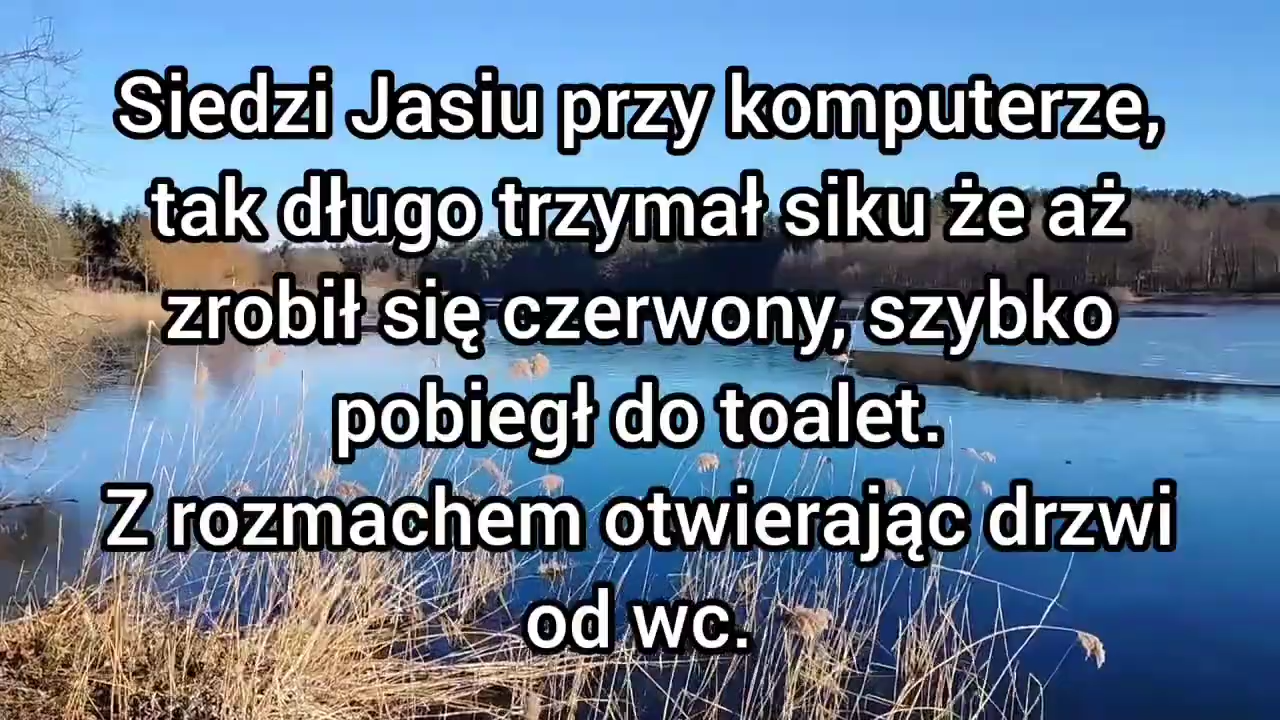 Siedzi Jasiu przy komputerze,
tak długo trzymał siku że aż
zrobił się czerwony, szybko
pobiegł do toalet.
Z rozmachem otwierając drzwi
od wc.